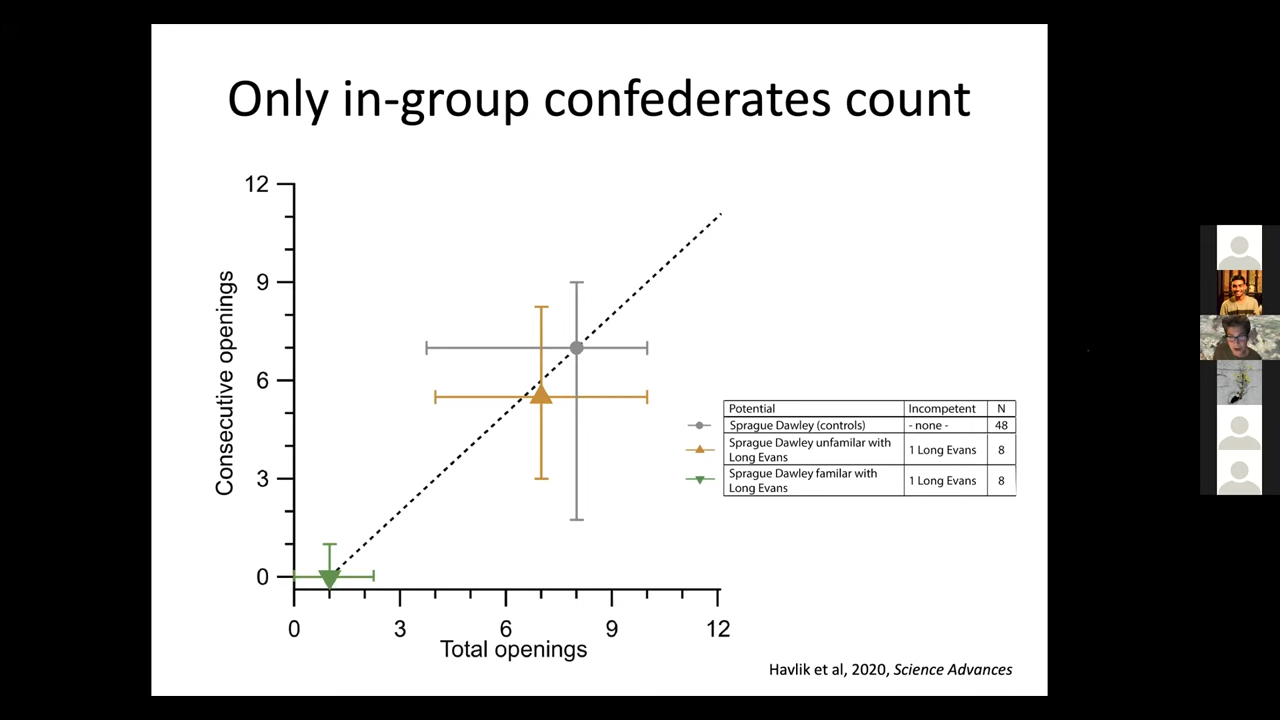 Only in-group confederates count
12
9
6
3
0
Consecutive openings
0 3 6 9 12
Total openings
Potential Incompetent N
Sprague Dawley (controls) - none - 48
Sprague Dawley unfamilar with
Long Evans 1 Long Evans 8
Sprague Dawley familar with
Long Evans 1 Long Evans 8
Havlik et al, 2020, Science Advances